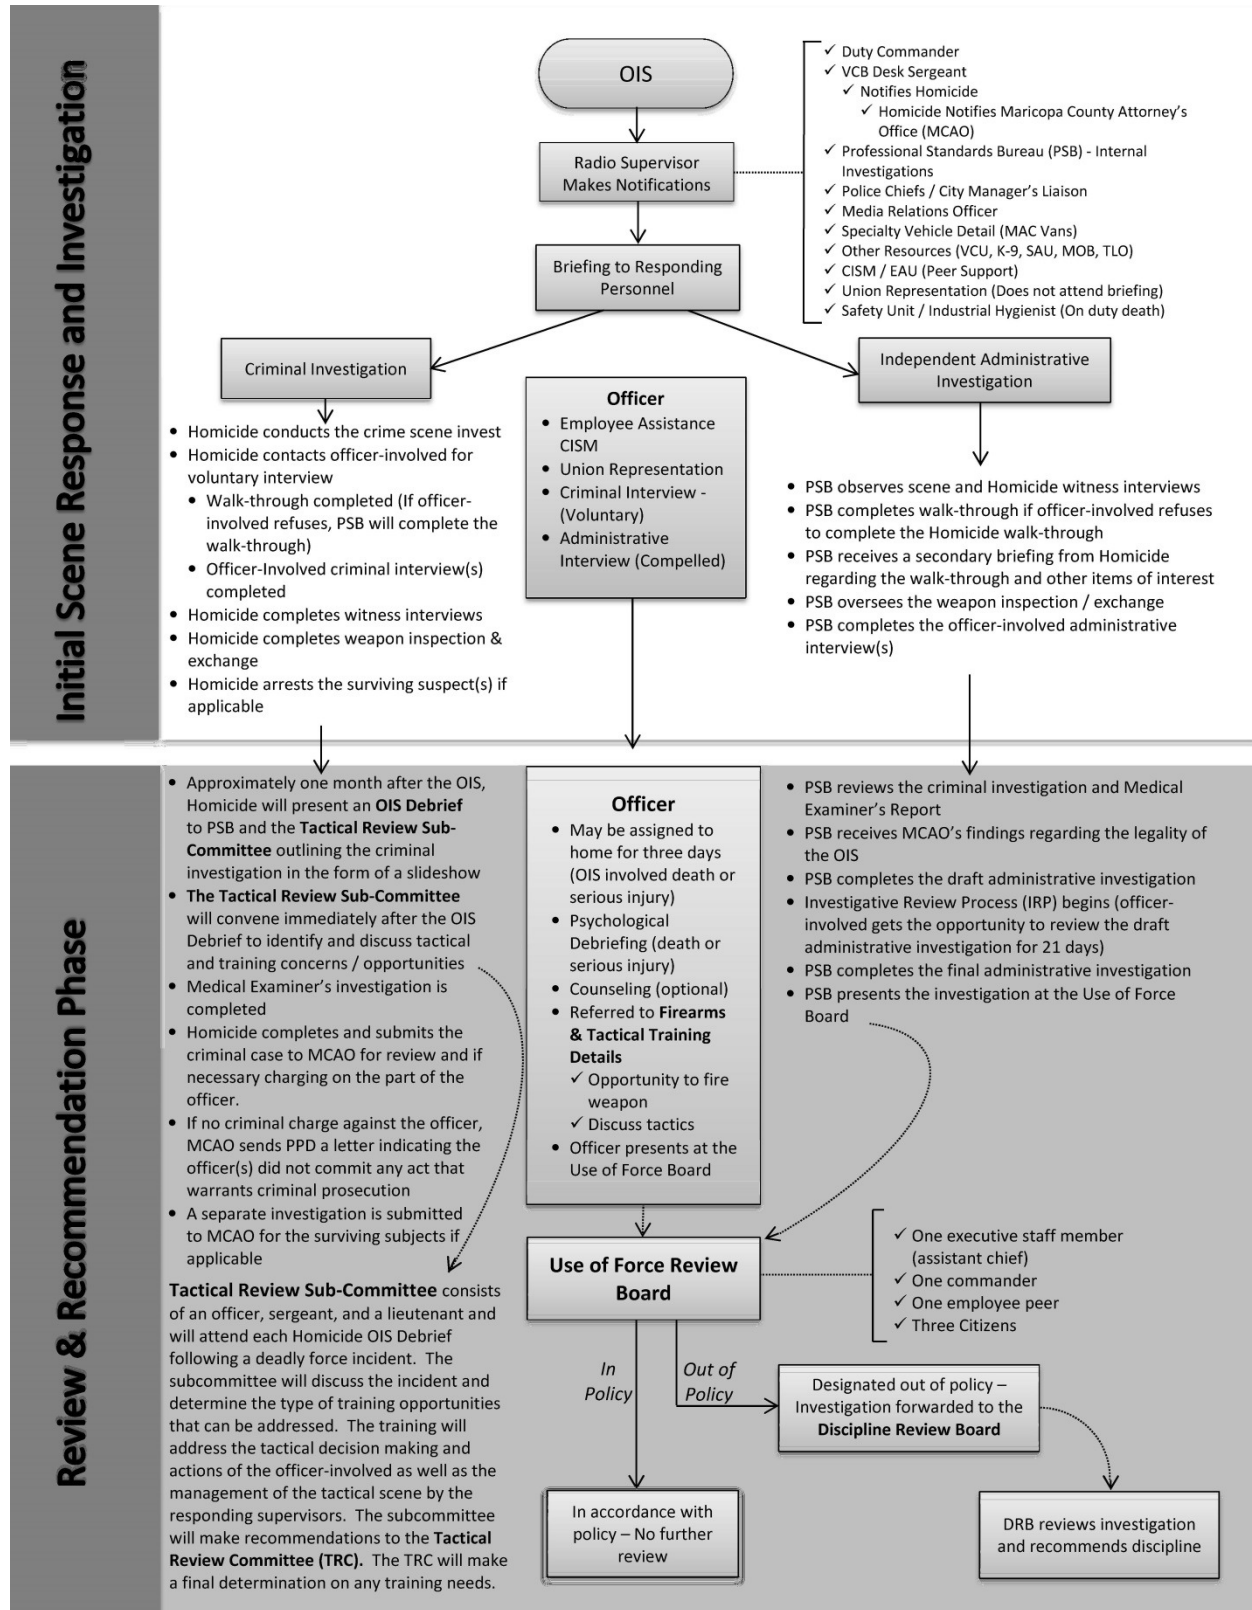 Initial Scene Response and Investigation
OIS
Radio Supervisor
Makes Notifications
✓ Duty Commander
✓ VCB Desk Sergeant
✓ Notifies Homicide
✓ Homicide Notifies Maricopa County Attorney's
Office (MCAO)
✓ Professional Standards Bureau (PSB) - Internal
Investigations
✓ Police Chiefs / City Manager's Liaison
✓ Media Relations Officer
✓ Specialty Vehicle Detail (MAC Vans)
✓ Other Resources (VCU, K-9, SAU, MOB, TLO)
✓ CISM / EAU (Peer Support)
✓ Union Representation (Does not attend briefing)
✓ Safety Unit / Industrial Hygienist (On duty death)
Briefing to Responding
Personnel
Criminal Investigation
• Homicide conducts the crime scene invest
• Homicide contacts officer-involved for
voluntary interview
• Walk-through completed (If officer-
involved refuses, PSB will complete the
walk-through)
• Officer-Involved criminal interview(s)
completed
• Homicide completes witness interviews
• Homicide completes weapon inspection &
exchange
• Homicide arrests the surviving suspect(s) if
applicable
Officer
• Employee Assistance
CISM
• Union Representation
• Criminal Interview -
(Voluntary)
• Administrative
Interview (Compelled)
Independent Administrative
Investigation
• PSB observes scene and Homicide witness interviews
• PSB completes walk-through if officer-involved refuses
to complete the Homicide walk-through
• PSB receives a secondary briefing from Homicide
regarding the walk-through and other items of interest
• PSB oversees the weapon inspection / exchange
• PSB completes the officer-involved administrative
interview(s)
Review & Recommendation Phase
• Approximately one month after the OIS,
Homicide will present an OIS Debrief
to PSB and the Tactical Review Sub-
Committee outlining the criminal
investigation in the form of a slideshow
• The Tactical Review Sub-Committee
will convene immediately after the OIS
Debrief to identify and discuss tactical
and training concerns / opportunities
• Medical Examiner's investigation is
completed
• Homicide completes and submits the
criminal case to MCAO for review and if
necessary charging on the part of the
officer.
• If no criminal charge against the officer,
MCAO sends PPD a letter indicating the
officer(s) did not commit any act that
warrants criminal prosecution
• A separate investigation is submitted
to MCAO for the surviving subjects if
applicable
Tactical Review Sub-Committee consists
of an officer, sergeant, and a lieutenant and
will attend each Homicide OIS Debrief
following a deadly force incident. The
subcommittee will discuss the incident and
determine the type of training opportunities
that can be addressed. The training will
address the tactical decision making and
actions of the officer-involved as well as the
management of the tactical scene by the
responding supervisors. The subcommittee
will make recommendations to the Tactical
Review Committee (TRC). The TRC will make
a final determination on any training needs.
Officer
• May be assigned to
home for three days
(OIS involved death or
serious injury)
• Psychological
Debriefing (death or
serious injury)
• Counseling (optional)
• Referred to Firearms
& Tactical Training
Details
✓ Opportunity to fire
weapon
✓ Discuss tactics
• Officer presents at the
Use of Force Board
• PSB reviews the criminal investigation and Medical
Examiner's Report
• PSB receives MCAO's findings regarding the legality of
the OIS
• PSB completes the draft administrative investigation
• Investigative Review Process (IRP) begins (officer-
involved gets the opportunity to review the draft
administrative investigation for 21 days)
• PSB completes the final administrative investigation
• PSB presents the investigation at the Use of Force
Board
Use of Force Review
Board
✓ One executive staff member
(assistant chief)
✓ One commander
✓ One employee peer
✓ Three Citizens
In
Policy
Out of
Policy
Designated out of policy –
Investigation forwarded to the
Discipline Review Board
In accordance with
policy – No further
review
DRB reviews investigation
and recommends discipline